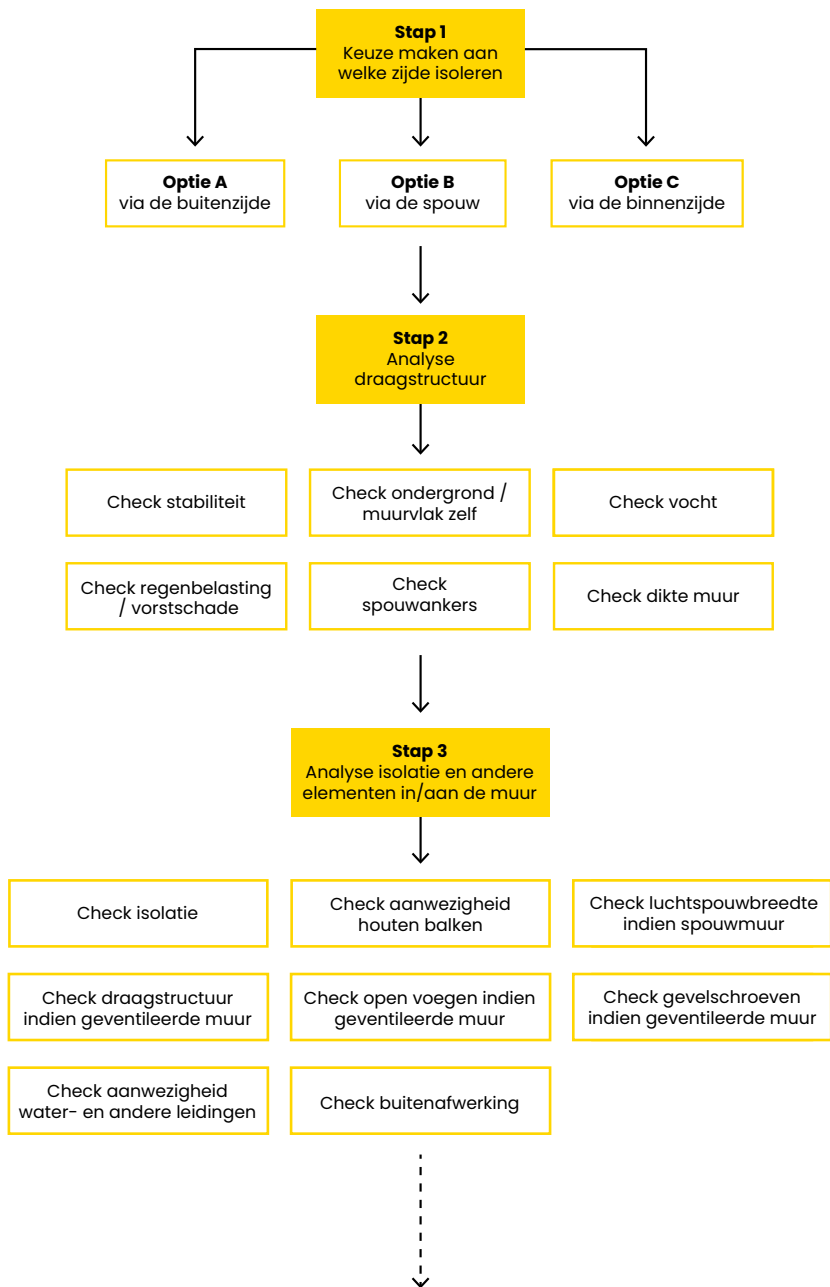 Stap 1
Keuze maken aan
welke zijde isoleren
Optie A
via de buitenzijde
Optie B
via de spouw
Optie C
via de binnenzijde
Stap 2
Analyse
draagstructuur
Check stabiliteit
Check ondergrond /
muurvlak zelf
Check vocht
Check regenbelasting
/ vorstschade
Check
spouwankers
Check dikte muur
Stap 3
Analyse isolatie en andere
elementen in/aan de muur
Check isolatie
Check aanwezigheid
houten balken
Check luchtspouwbreedte
indien spouwmuur
Check draagstructuur
indien geventileerde muur
Check open voegen indien
geventileerde muur
Check gevelschroeven
indien geventileerde muur
Check aanwezigheid
water- en andere leidingen
Check buitenafwerking